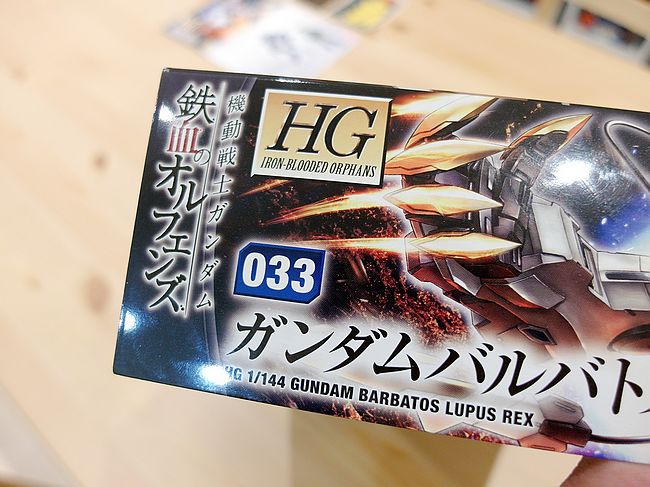 機動戦士ガンダム
鉄血のオルフェンズ
HG
IRON-BLOODED ORPHANS
033
ガンダムバルバト
HG 1/144 GUNDAM BARBATOS LUPUS REX